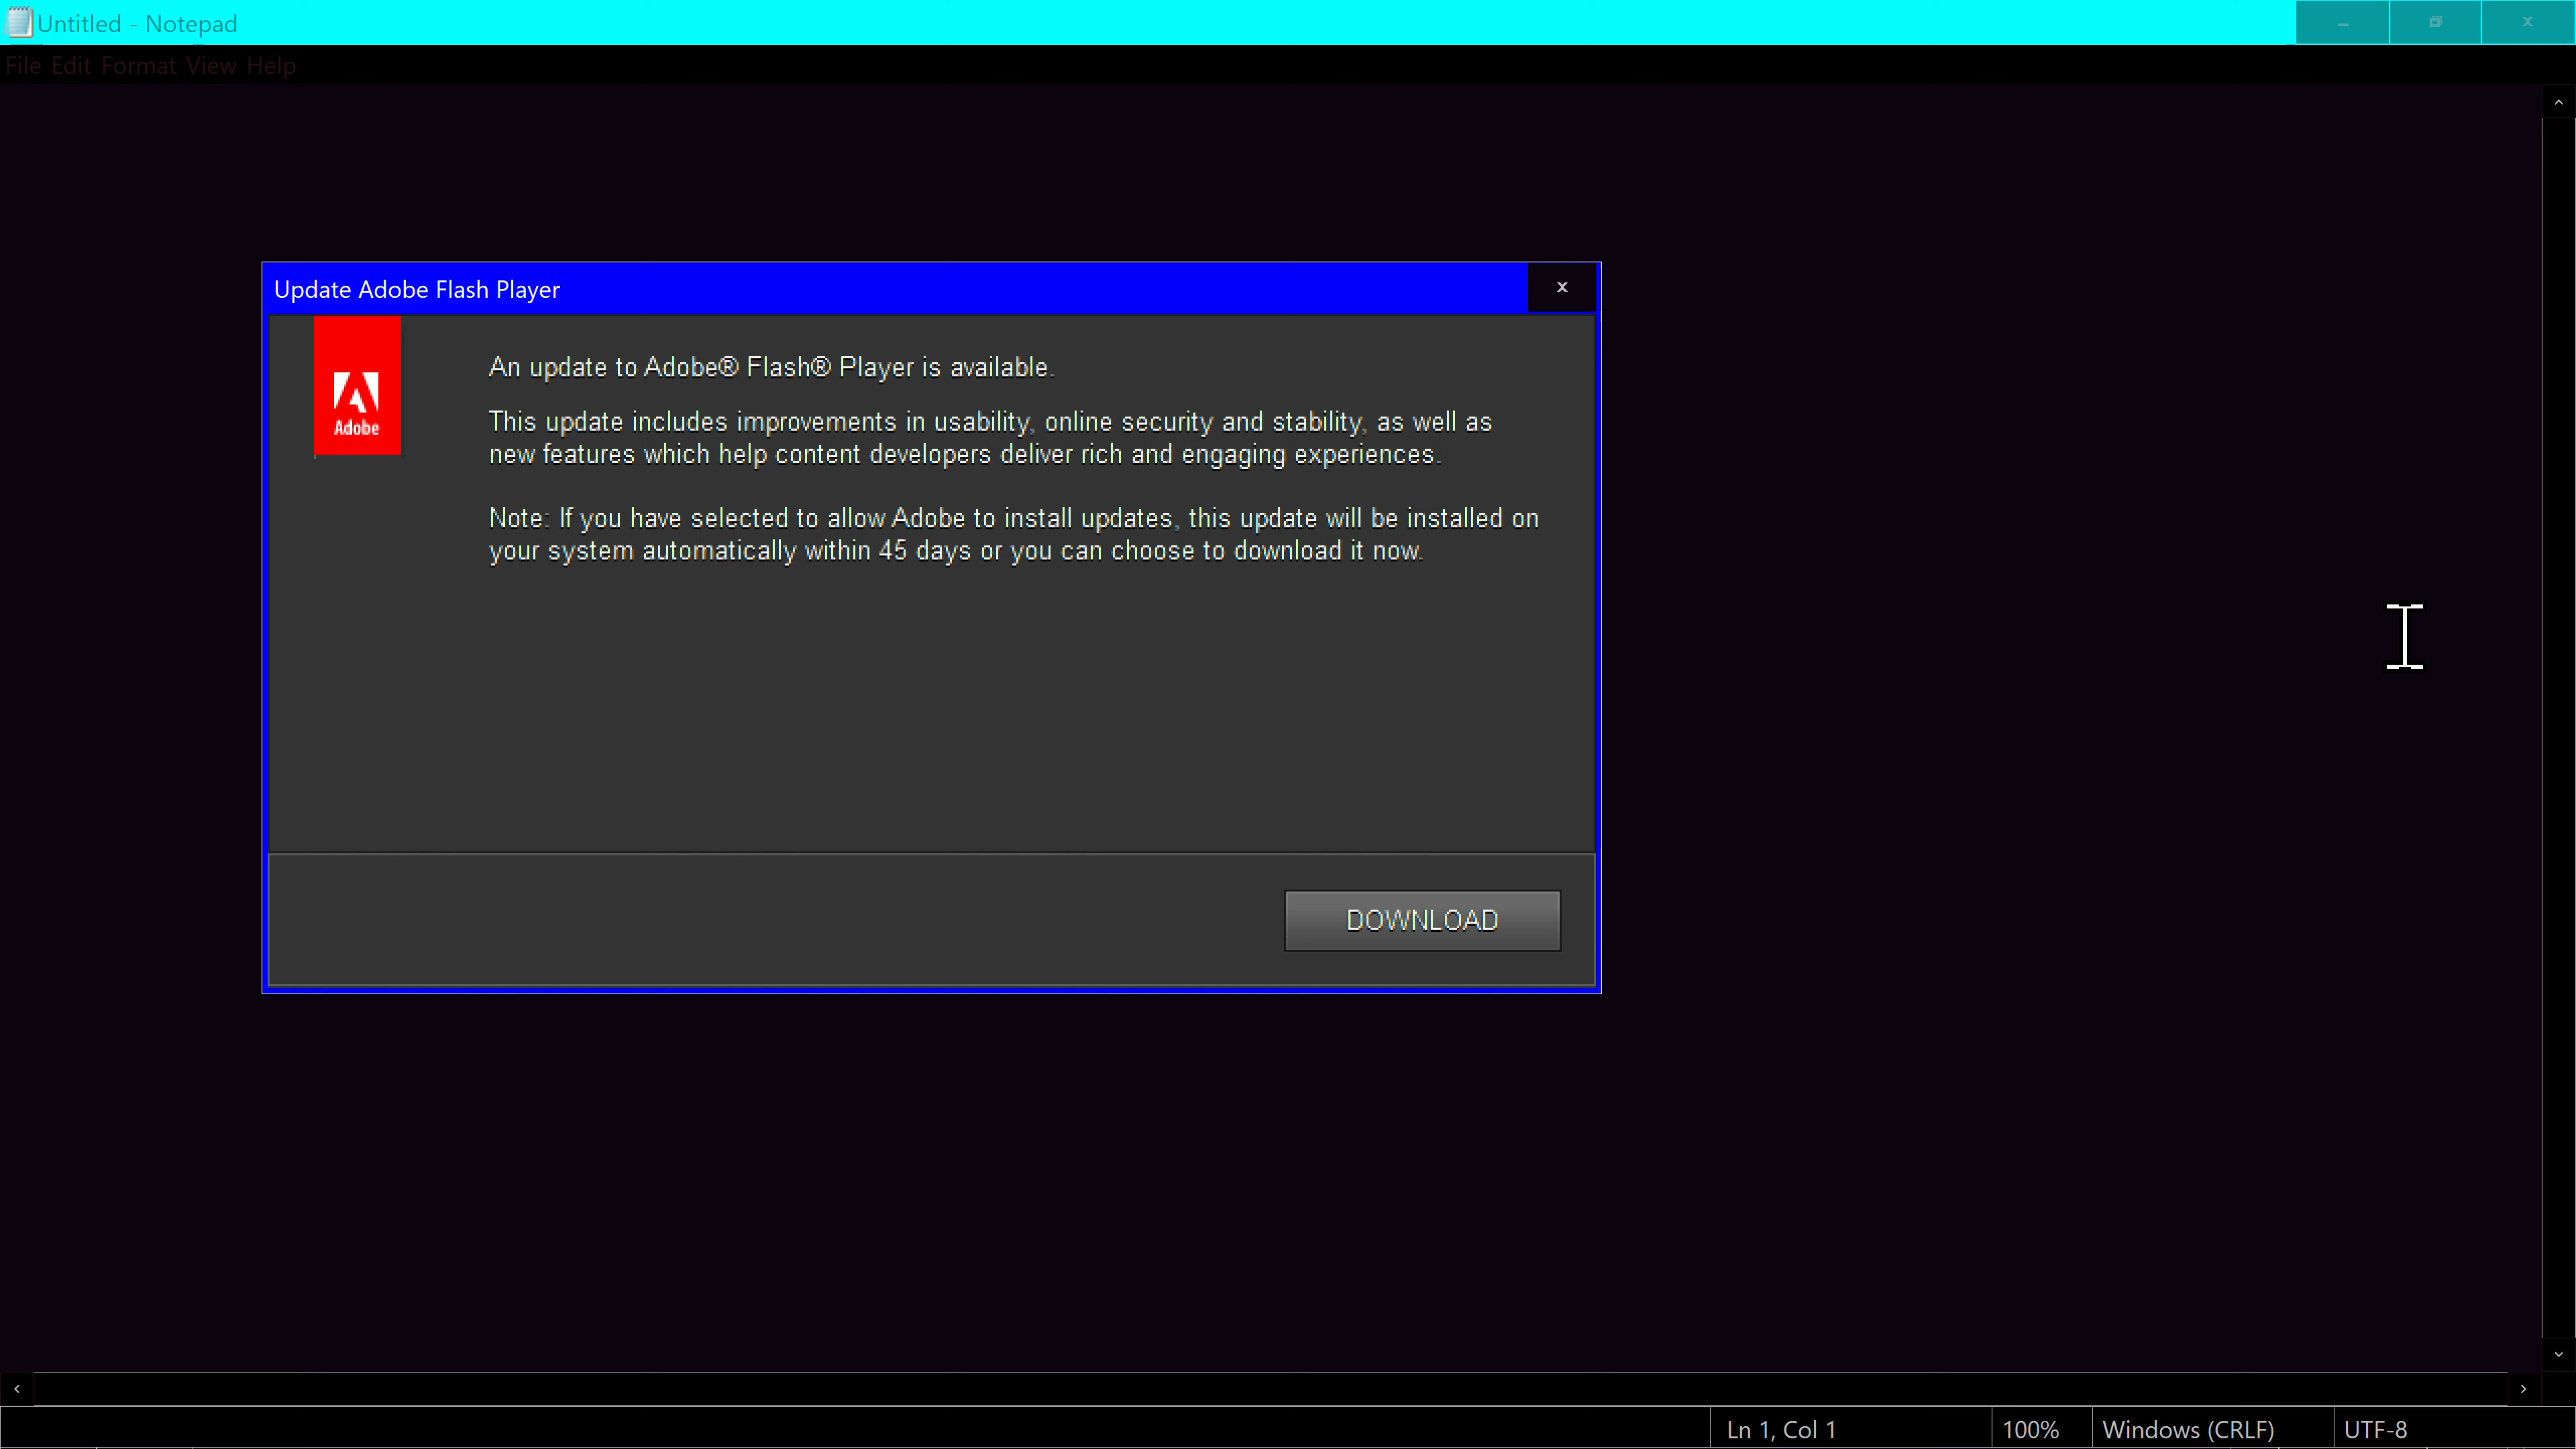 Untitled - Notepad
File Edit Format View Help
Update Adobe Flash Player
Adobe
An update to Adobe® Flash® Player is available.
This update includes improvements in usability, online security and stability, as well as
new features which help content developers deliver rich and engaging experiences.
Note: If you have selected to allow Adobe to install updates, this update will be installed on
your system automatically within 45 days or you can choose to download it now.
DOWNLOAD
Ln 1, Col 1
100%
Windows (CRLF)
UTF-8